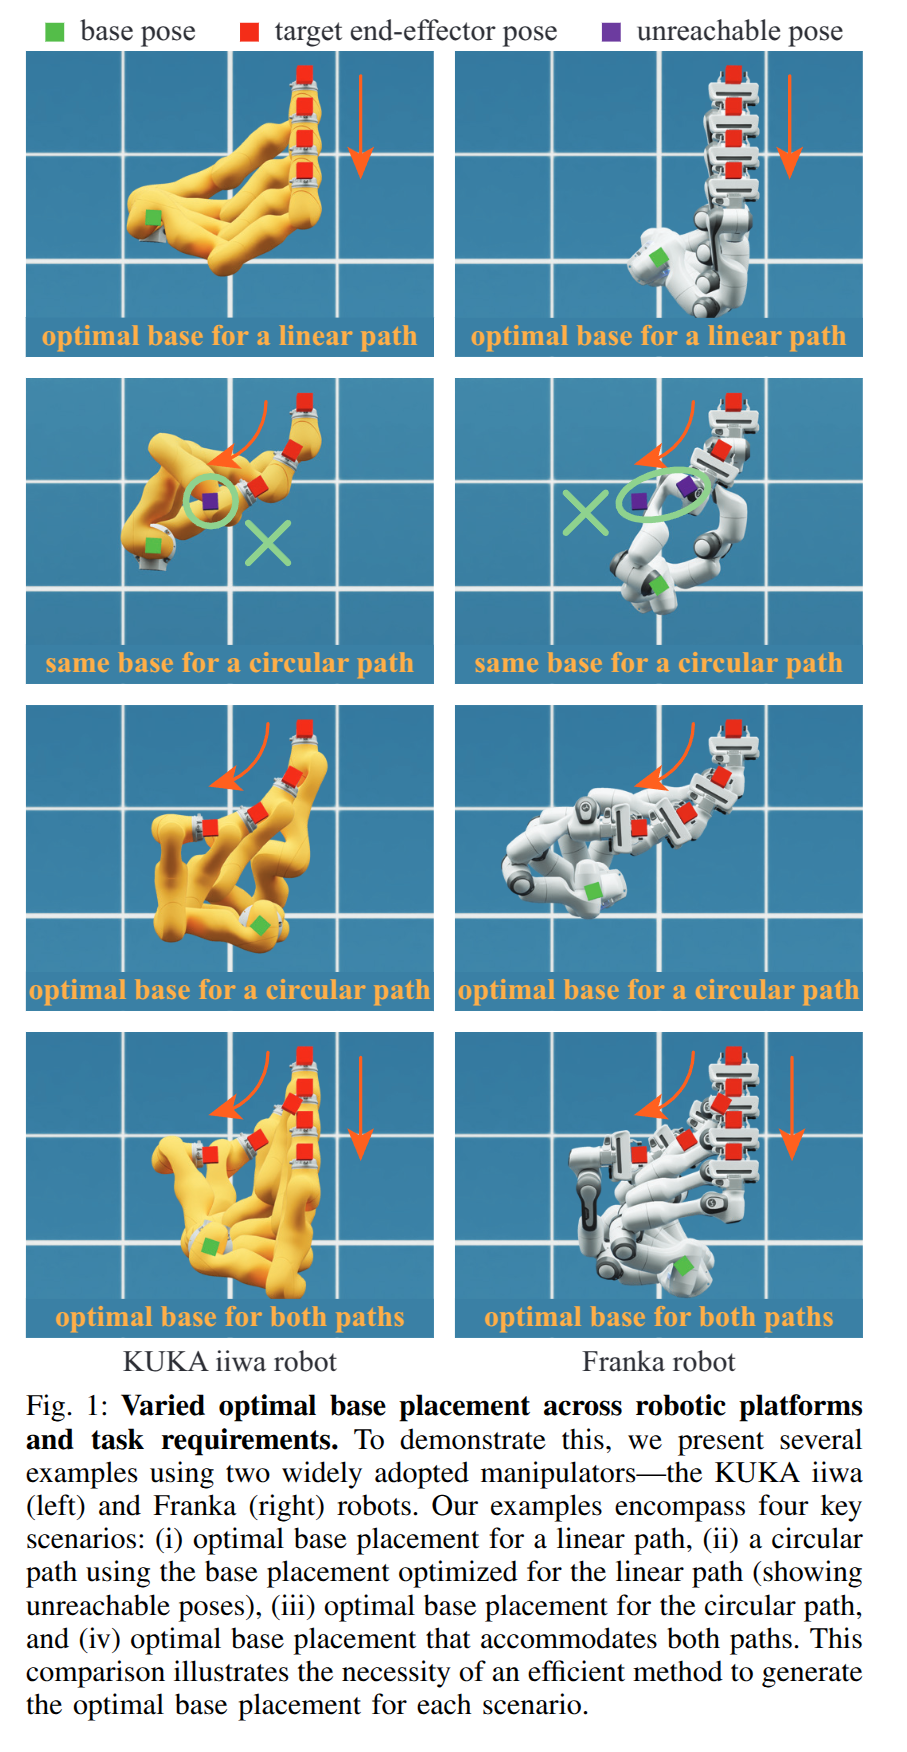 base pose target end-effector pose unreachable pose
optimal base for a linear path
optimal base for a linear path
same base for a circular path
same base for a circular path
optimal base for a circular path
optimal base for a circular path
optimal base for both paths
optimal base for both paths
KUKA iiwa robot
Franka robot
Fig. 1: Varied optimal base placement across robotic platforms
and task requirements. To demonstrate this, we present several
examples using two widely adopted manipulators—the KUKA iiwa
(left) and Franka (right) robots. Our examples encompass four key
scenarios: (i) optimal base placement for a linear path, (ii) a circular
path using the base placement optimized for the linear path (showing
unreachable poses), (iii) optimal base placement for the circular path,
and (iv) optimal base placement that accommodates both paths. This
comparison illustrates the necessity of an efficient method to generate
the optimal base placement for each scenario.